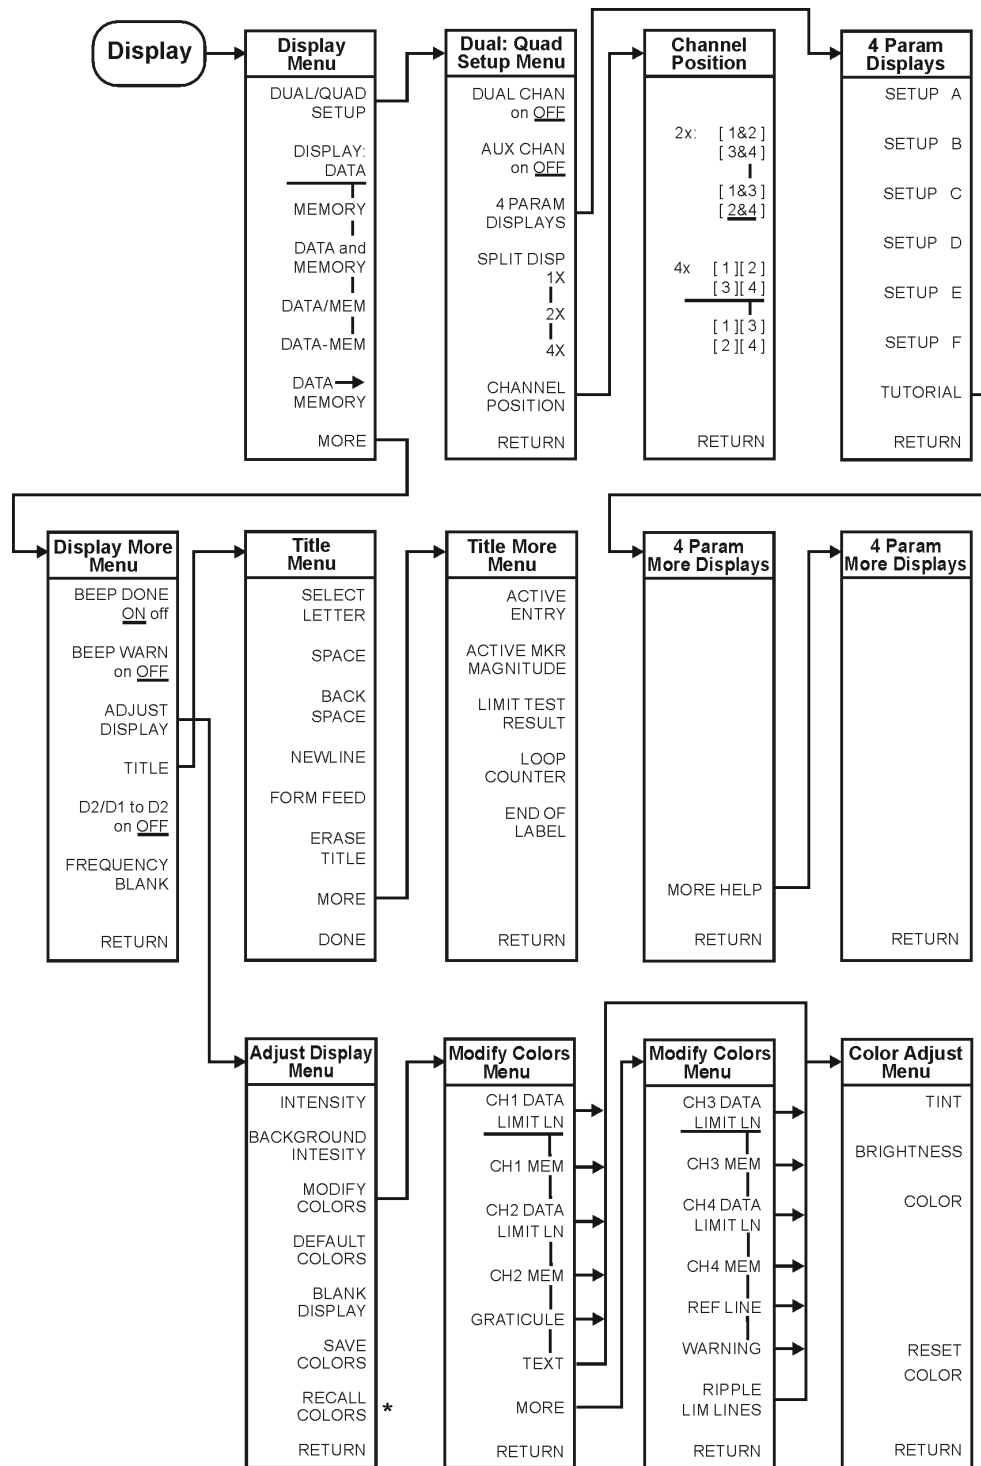 Display
Display
Menu
DUAL/QUAD
SETUP
DISPLAY:
DATA
MEMORY
DATA and
MEMORY
DATA/MEM
DATA-MEM
DATA
MEMORY
MORE
Dual: Quad
Setup Menu
DUAL CHAN
on OFF
AUX CHAN
on OFF
4 PARAM
DISPLAYS
SPLIT DISP
1X
2X
4X
CHANNEL
POSITION
RETURN
Channel
Position
2x: [ 1&2 ]
[ 3&4 ]
[ 1&3 ]
[ 2&4 ]
4x [ 1 ][ 2 ]
[ 3 ][ 4 ]
[ 1 ][ 3 ]
[ 2 ][ 4 ]
RETURN
4 Param
Displays
SETUP A
SETUP B
SETUP C
SETUP D
SETUP E
SETUP F
TUTORIAL
RETURN
Display More
Menu
BEEP DONE
ON off
BEEP WARN
on OFF
ADJUST
DISPLAY
TITLE
D2/D1 to D2
on OFF
FREQUENCY
BLANK
RETURN
Title
Menu
SELECT
LETTER
SPACE
BACK
SPACE
NEWLINE
FORM FEED
ERASE
TITLE
MORE
DONE
Title More
Menu
ACTIVE
ENTRY
ACTIVE MKR
MAGNITUDE
LIMIT TEST
RESULT
LOOP
COUNTER
END OF
LABEL
RETURN
4 Param
More Displays
MORE HELP
RETURN
4 Param
More Displays
RETURN
Adjust Display
Menu
INTENSITY
BACKGROUND
INTESITY
MODIFY
COLORS
DEFAULT
COLORS
BLANK
DISPLAY
SAVE
COLORS
RECALL
COLORS *
RETURN
Modify Colors
Menu
CH1 DATA
LIMIT LN
CH1 MEM
CH2 DATA
LIMIT LN
CH2 MEM
GRATICULE
TEXT
MORE
RETURN
Modify Colors
Menu
CH3 DATA
LIMIT LN
CH3 MEM
CH4 DATA
LIMIT LN
CH4 MEM
REF LINE
WARNING
RIPPLE
LIM LINES
RETURN
Color Adjust
Menu
TINT
BRIGHTNESS
COLOR
RESET
COLOR
RETURN